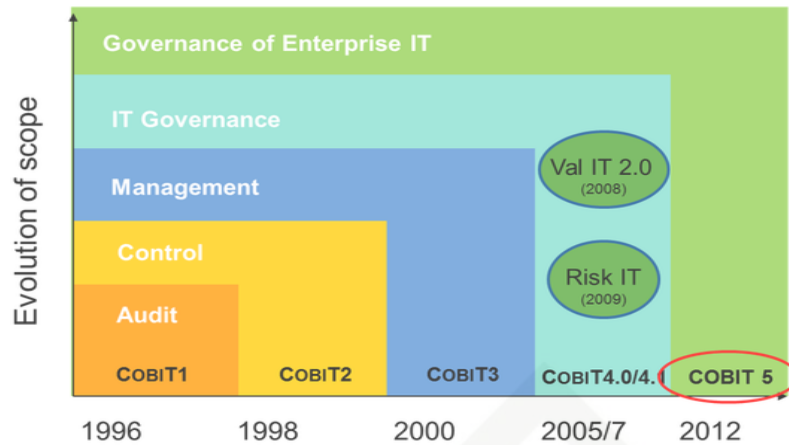 Governance of Enterprise IT
IT Governance
Val IT 2.0
(2008)
Management
Control
Risk IT
(2009)
Audit
COBIT1 COBIT2 COBIT3 COBIT4.0/4.1 COBIT 5
1996 1998 2000 2005/7 2012
Evolution of scope